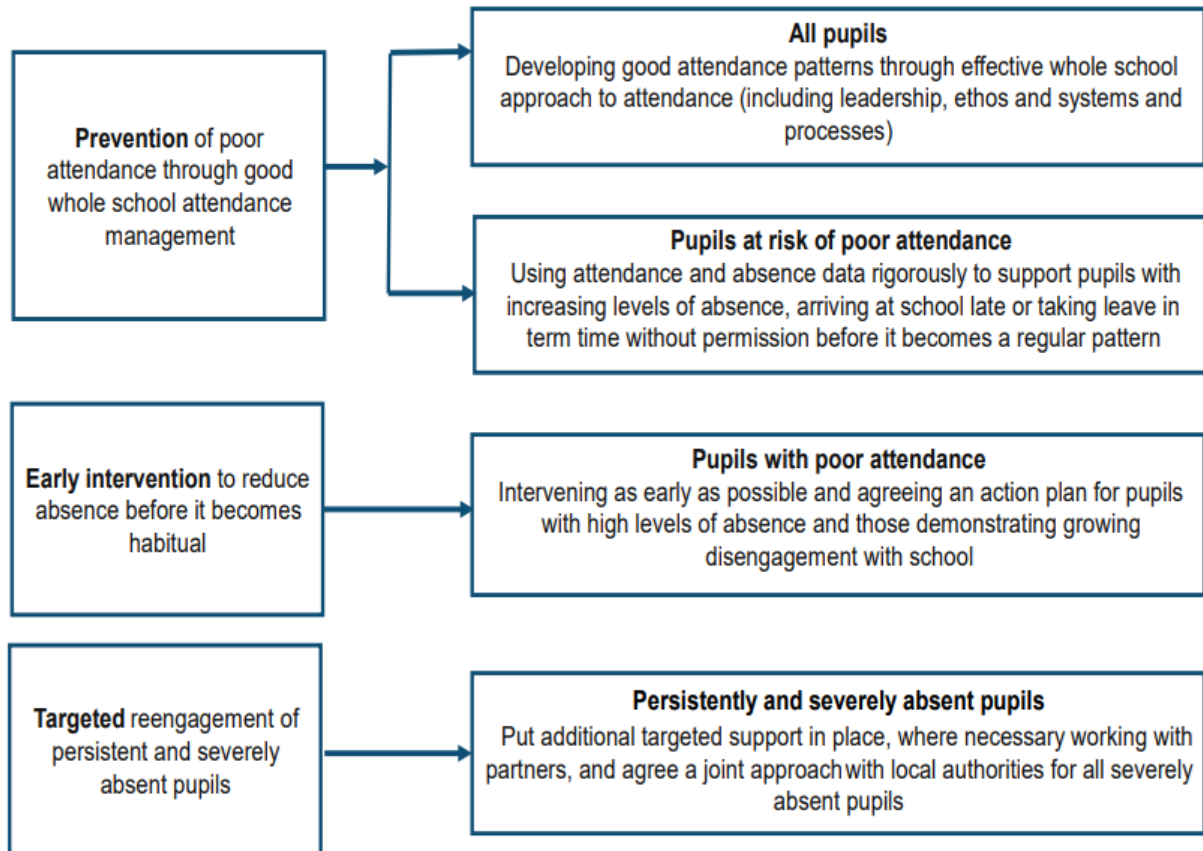 Prevention of poor
attendance through good
whole school attendance
management
All pupils
Developing good attendance patterns through effective whole school
approach to attendance (including leadership, ethos and systems and
processes)
Pupils at risk of poor attendance
Using attendance and absence data rigorously to support pupils with
increasing levels of absence, arriving at school late or taking leave in
term time without permission before it becomes a regular pattern
Early intervention to reduce
absence before it becomes
habitual
Pupils with poor attendance
Intervening as early as possible and agreeing an action plan for pupils
with high levels of absence and those demonstrating growing
disengagement with school
Targeted reengagement of
persistent and severely
absent pupils
Persistently and severely absent pupils
Put additional targeted support in place, where necessary working with
partners, and agree a joint approach with local authorities for all severely
absent pupils